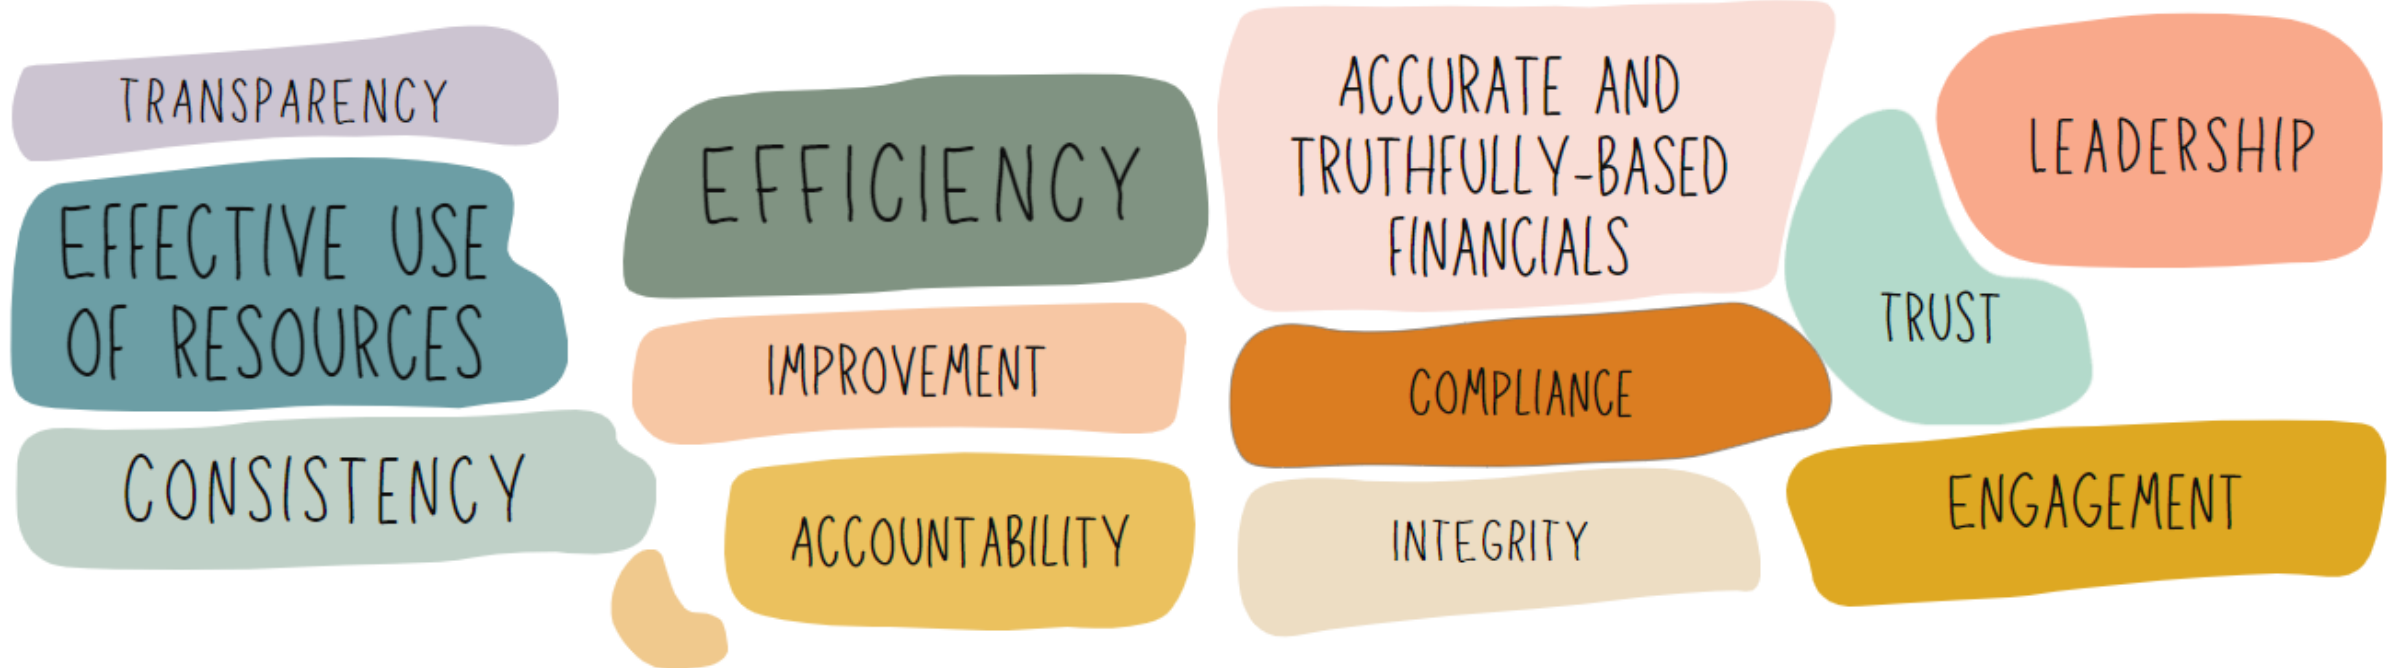 TRANSPARENCY
EFFECTIVE USE
OF RESOURCES
CONSISTENCY
EFFICIENCY
IMPROVEMENT
ACCOUNTABILITY
ACCURATE AND
TRUTHFULLY-BASED
FINANCIALS
COMPLIANCE
INTEGRITY
LEADERSHIP
TRUST
ENGAGEMENT